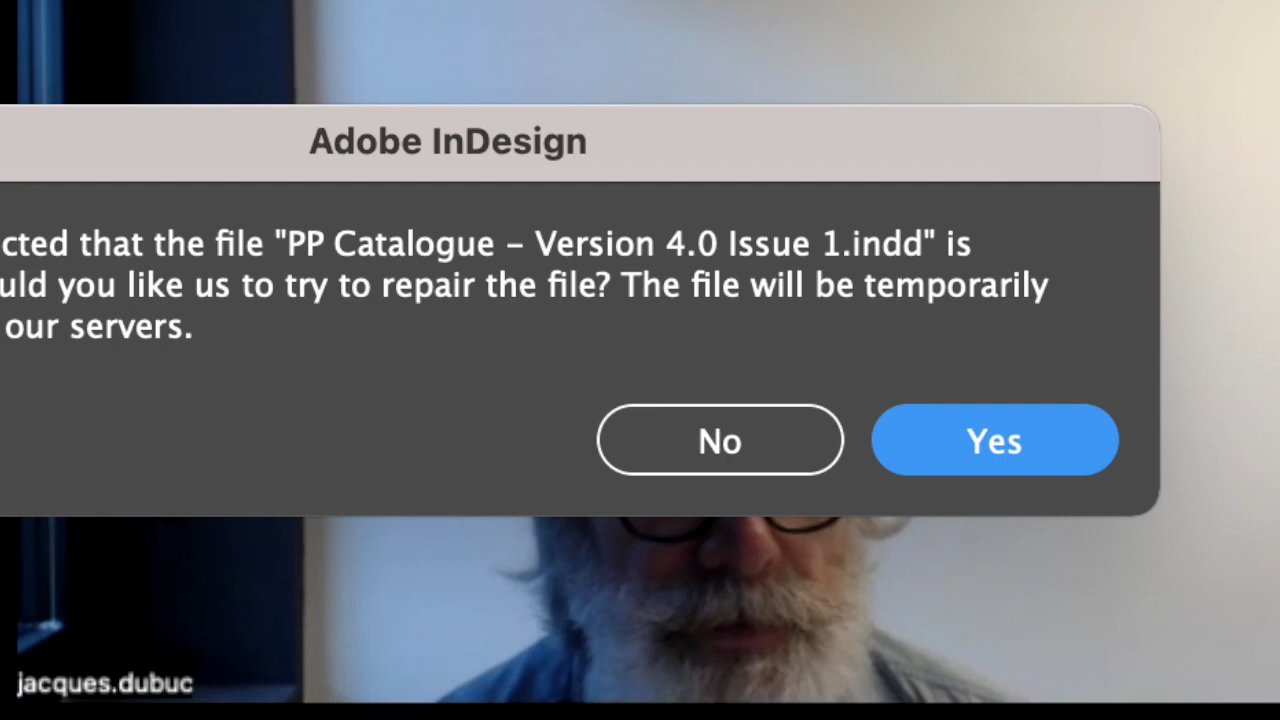 Adobe InDesign
cted that the file "PP Catalogue – Version 4.0 Issue 1.indd" is
uld you like us to try to repair the file? The file will be temporarily
our servers.
No Yes
jacques.dubuc